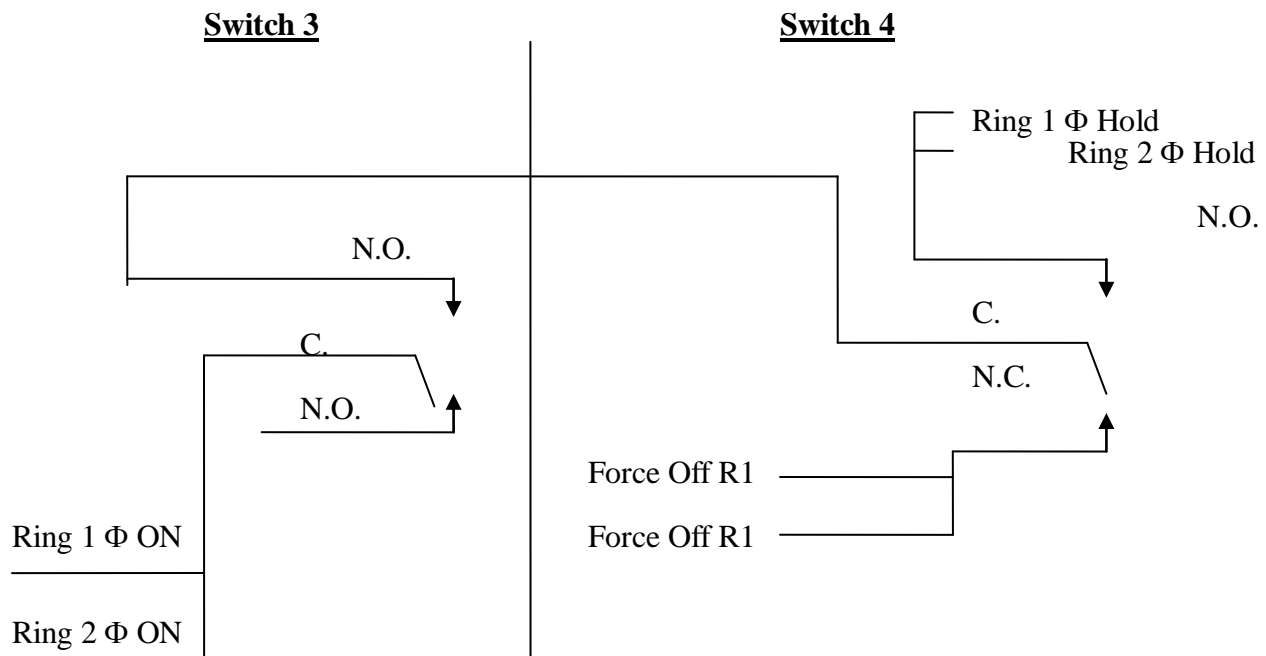 Switch 3
Switch 4
Ring 1 Φ Hold
Ring 2 Φ Hold
N.O.
N.O.
C.
C.
N.C.
N.O.
Force Off R1
Force Off R1
Ring 1 Φ ON
Ring 2 Φ ON